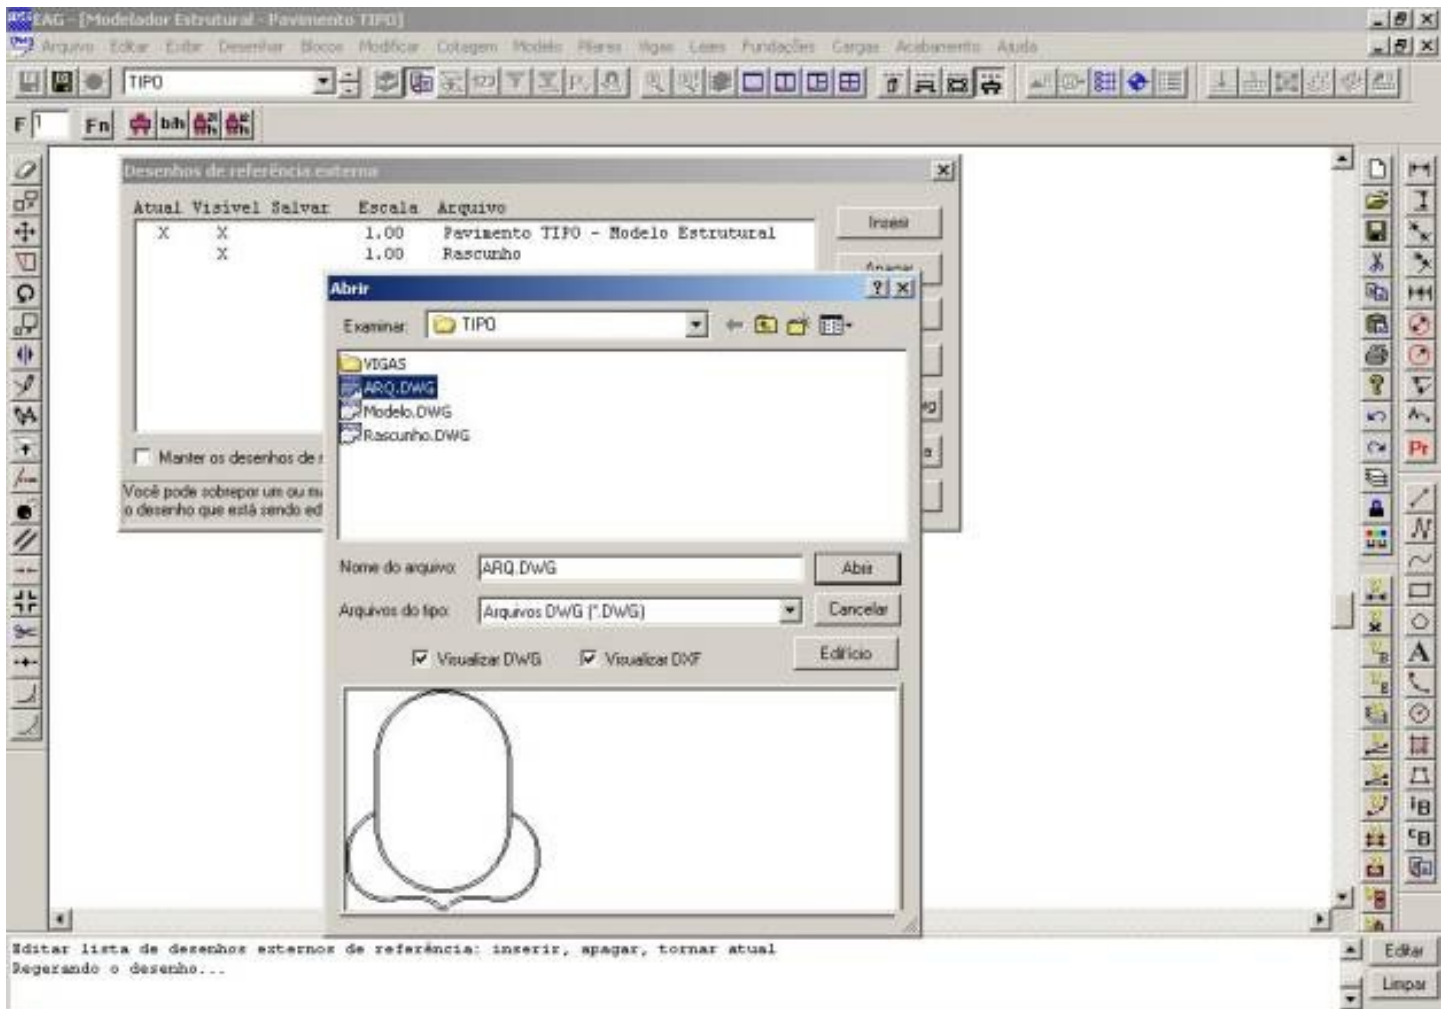 EAG - [Modelador Estrutural - Pavimento TIPO]
Arquivo Editar Exibir Desenhar Blocos Modificar Cotagem Modelo Pilares Vigas Lajes Fundações Cargas Acabamento Ajuda
TIPO
F 1 Fn b/h
Desenhos de referência externa
Atual Visível Salvar Escala Arquivo
X X 1.00 Pavimento TIPO - Modelo Estrutural
X 1.00 Rascunho
Inserir
Apagar
Abrir
Examinar: TIPO
VIGAS
ARQ.DWG
Modelo.DWG
Rascunho.DWG
Manter os desenhos de
Você pode sobrepor um ou
o desenho que está sendo
Nome do arquivo: ARQ.DWG Abrir
Arquivos do tipo: Arquivos DWG (*.DWG) Cancelar
Visualizar DWG Visualizar DXF Edifício
Pr
A
iB
cB
Editar lista de desenhos externos de referência: inserir, apagar, tornar atual
Regerando o desenho...
Editar
Limpar